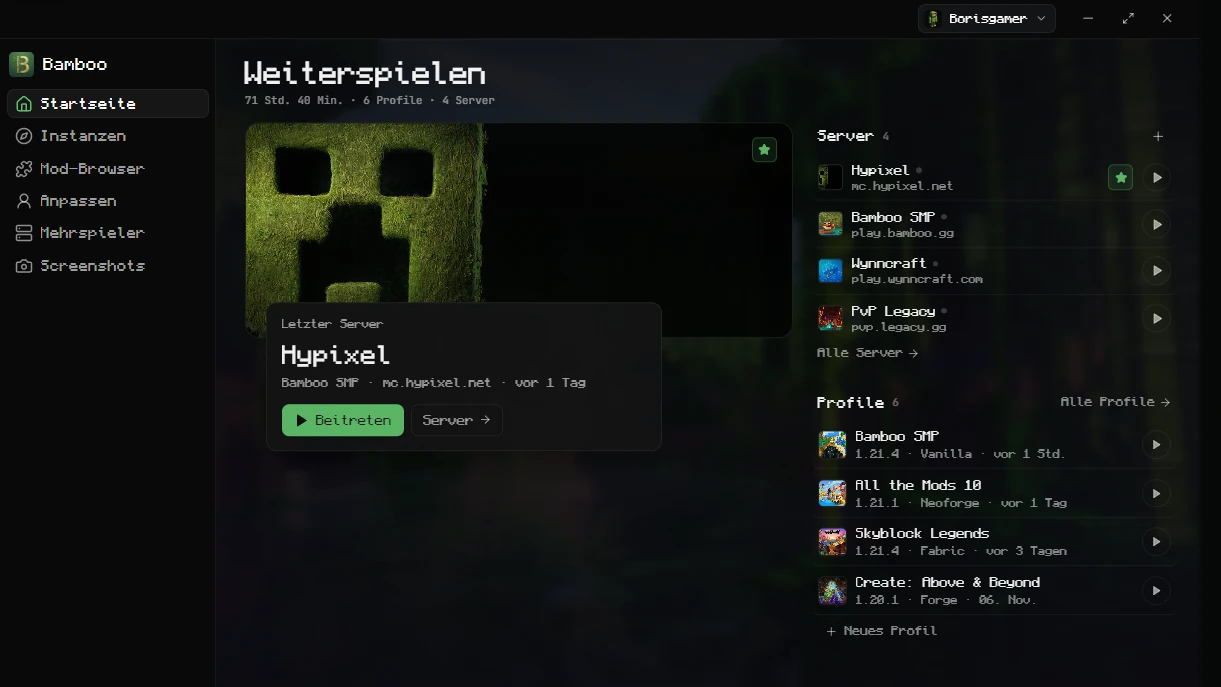 Borisgamer
Bamboo
Startseite
Instanzen
Mod-Browser
Anpassen
Mehrspieler
Screenshots
Weiterspielen
71 Std. 40 Min. · 6 Profile · 4 Server
Letzter Server
Hypixel
Bamboo SMP · mc.hypixel.net · vor 1 Tag
Beitreten
Server →
Server 4
+
Hypixel
mc.hypixel.net
Bamboo SMP
play.bamboo.gg
Wynncraft
play.wynncraft.com
PvP Legacy
pvp.legacy.gg
Alle Server →
Profile 6
Alle Profile →
Bamboo SMP
1.21.4 · Vanilla · vor 1 Std.
All the Mods 10
1.21.1 · Neoforge · vor 1 Tag
Skyblock Legends
1.21.4 · Fabric · vor 3 Tagen
Create: Above & Beyond
1.20.1 · Forge · 06. Nov.
+ Neues Profil